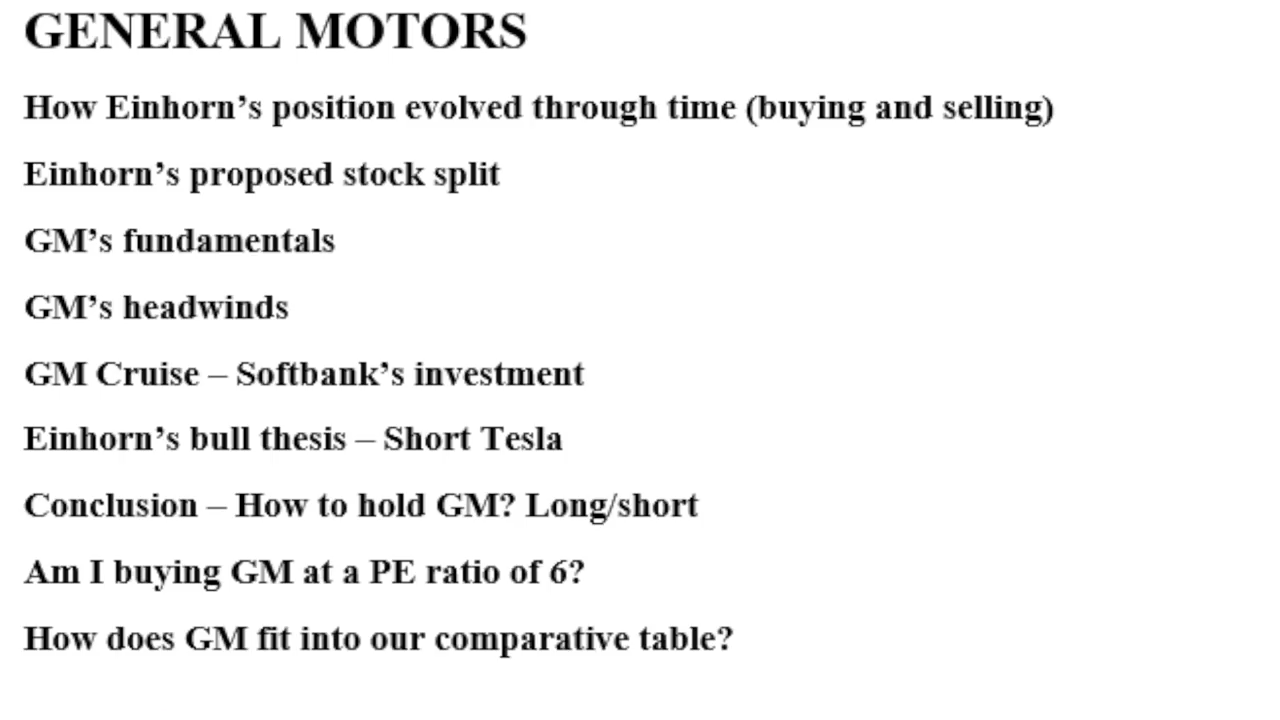 GENERAL MOTORS
How Einhorn’s position evolved through time (buying and selling)
Einhorn’s proposed stock split
GM’s fundamentals
GM’s headwinds
GM Cruise – Softbank’s investment
Einhorn’s bull thesis – Short Tesla
Conclusion – How to hold GM? Long/short
Am I buying GM at a PE ratio of 6?
How does GM fit into our comparative table?